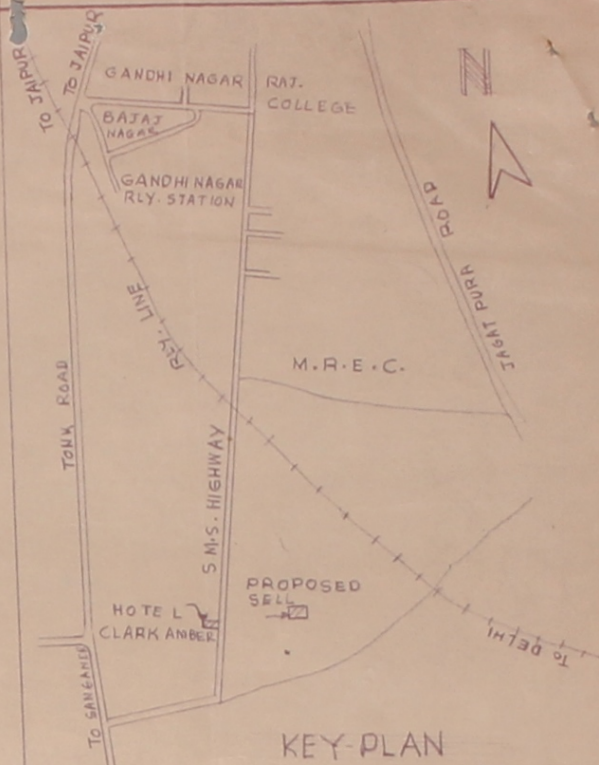 TO JAIPUR
TO JAIPUR
GANDHI NAGAR
RAJ.
COLLEGE
N
BAJAJ
NAGAR
GANDHI NAGAR
RLY. STATION
JAGAT PURA ROAD
RLY. LINE
M.R.E.C.
TONK ROAD
S.M.S. HIGHWAY
PROPOSED
SELL
HOTEL
CLARK AMBER
TO DELHI
TO SANGANER
KEY-PLAN